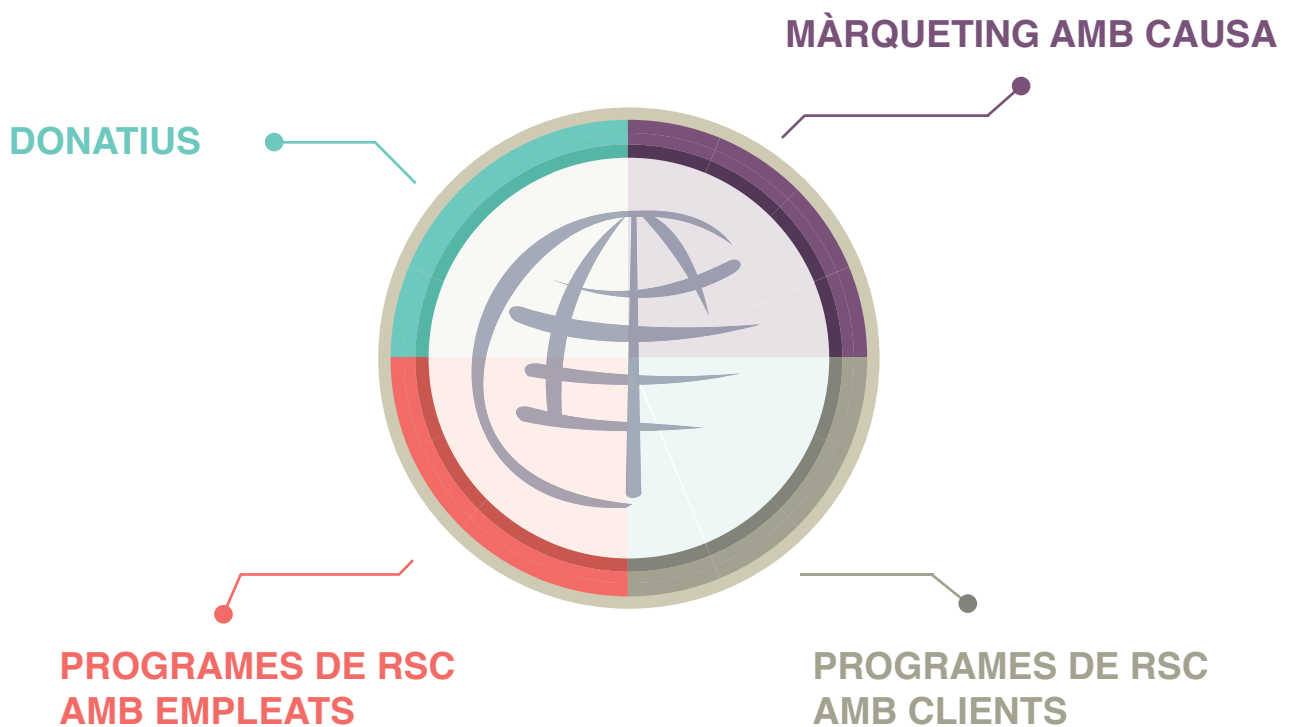 MÀRQUETING AMB CAUSA
DONATIUS
PROGRAMES DE RSC
AMB EMPLEATS
PROGRAMES DE RSC
AMB CLIENTS